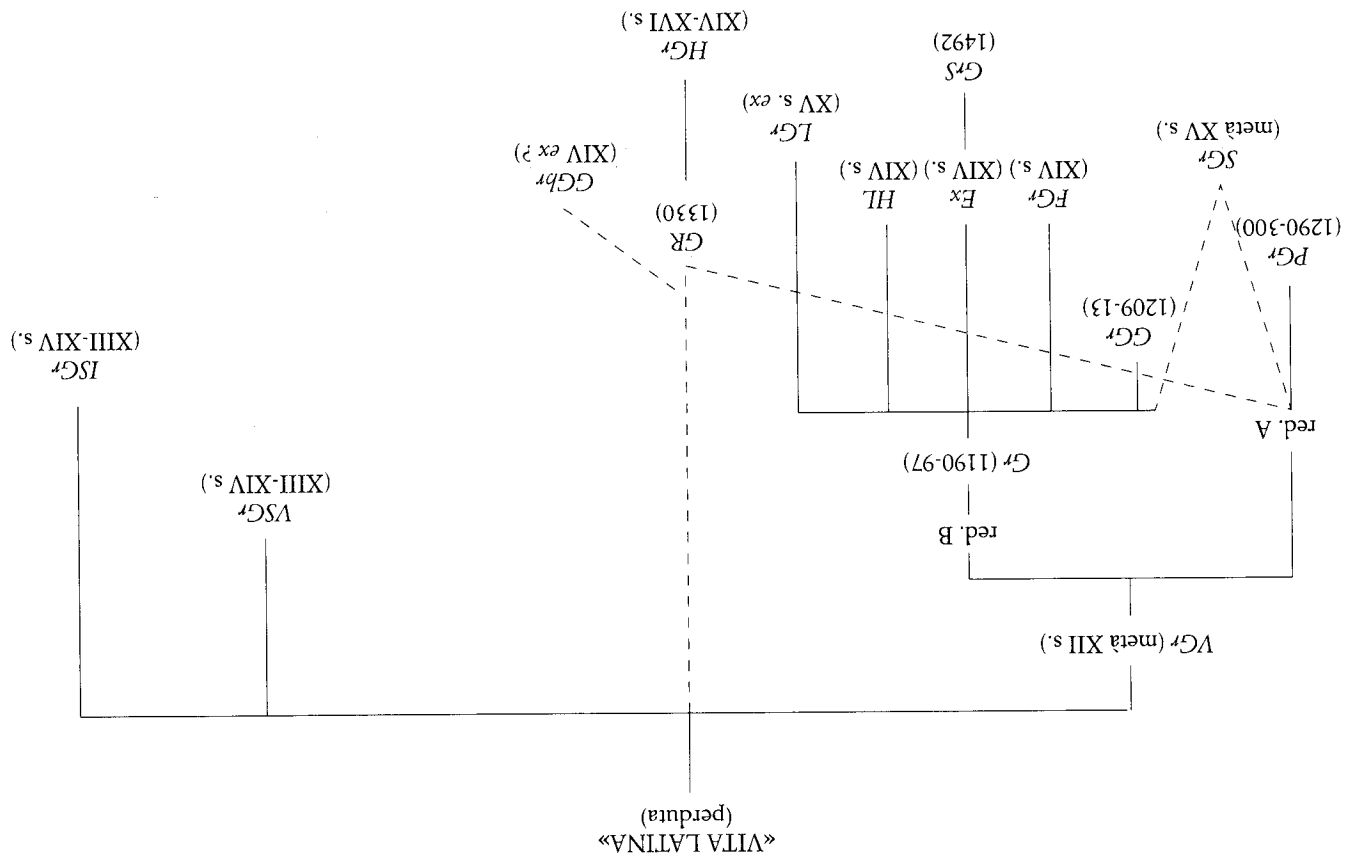 «VITA LATINA»
(perduta)
VGr (metà XII s.)
red. B
Gr (1190-97)
red. A
VSGr
(XIII-XIV s.)
ISGr
(XIII-XIV s.)
GGr
(1209-13)
PGr
(1290-300)
SGr
(metà XV s.)
FGr
(XIV s.)
Ex
(XIV s.)
HL
(XIV s.)
LGr
(XV s. ex)
GrS
(1492)
GR
(1330)
GGbr
(XIV ex ?)
HGr
(XIV-XVI s.)